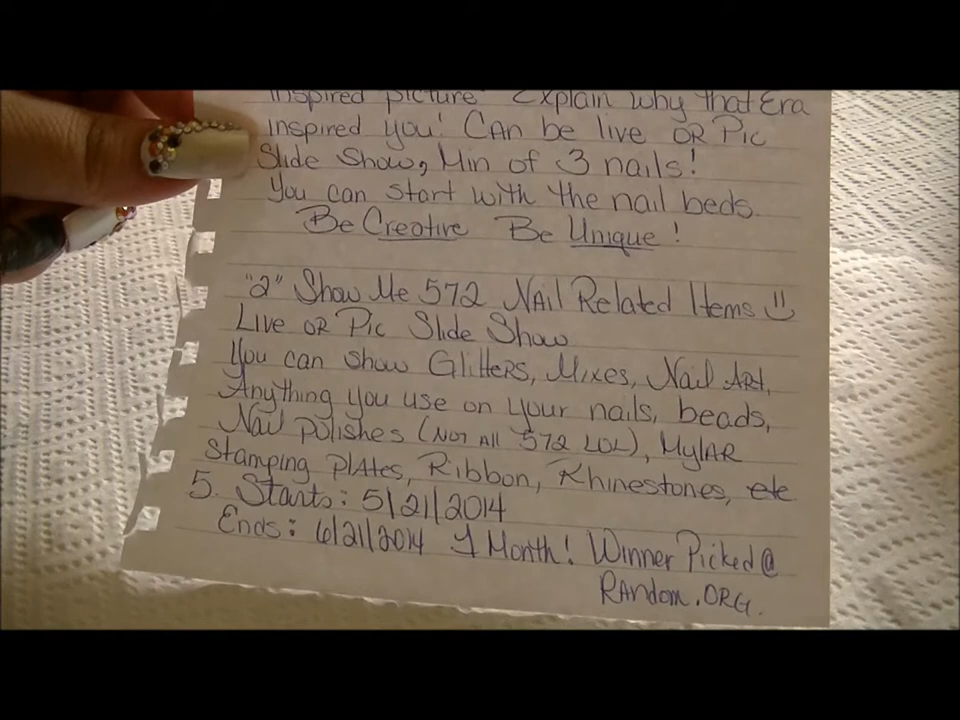 inspired picture Explain why that Era
inspired you! CAN be live OR Pic
Slide Show, Min of 3 nails!
You can start with the nail beds.
Be Creative Be Unique!
"2" Show Me 572 NAil Related Items
Live OR Pic Slide Show
You can show Glitters, Mixes, Nail ART,
Anything you use on your nails, beads,
Nail polishes (NOT All 572 LOL), MylAR
Stamping plAtes, Ribbon, Rhinestones, etc
5. Starts: 5/21/2014
Ends: 6/21/2014 1 Month! Winner Picked @
RAndom.ORG.